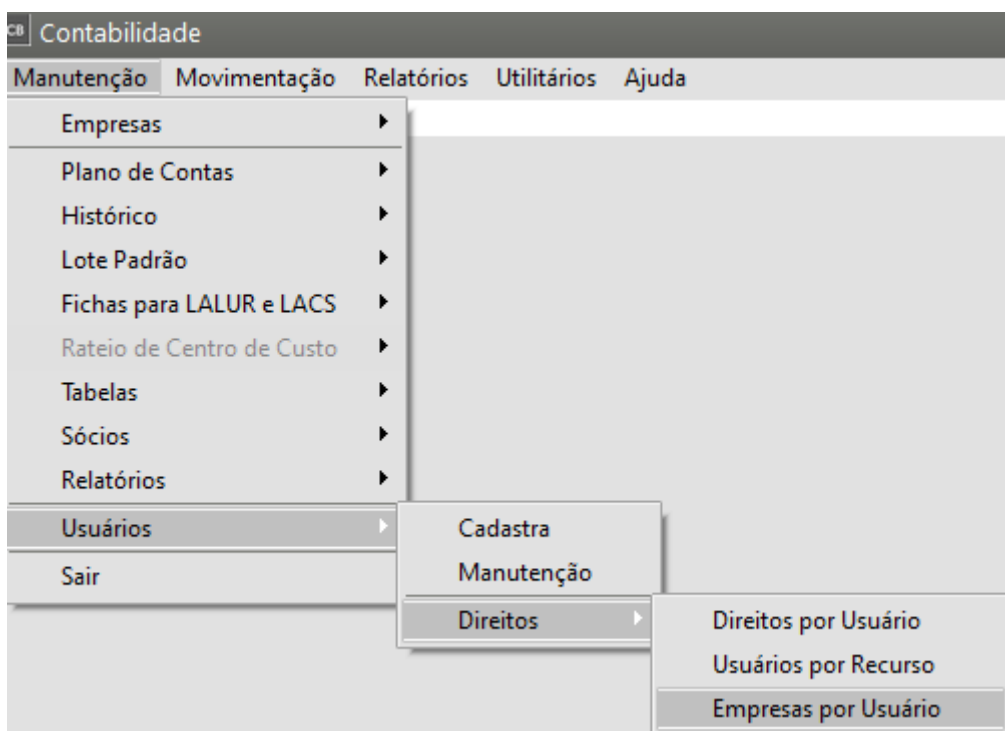 CB Contabilidade
Manutenção Movimentação Relatórios Utilitários Ajuda
Empresas
Plano de Contas
Histórico
Lote Padrão
Fichas para LALUR e LACS
Rateio de Centro de Custo
Tabelas
Sócios
Relatórios
Usuários
Sair
Cadastra
Manutenção
Direitos
Direitos por Usuário
Usuários por Recurso
Empresas por Usuário